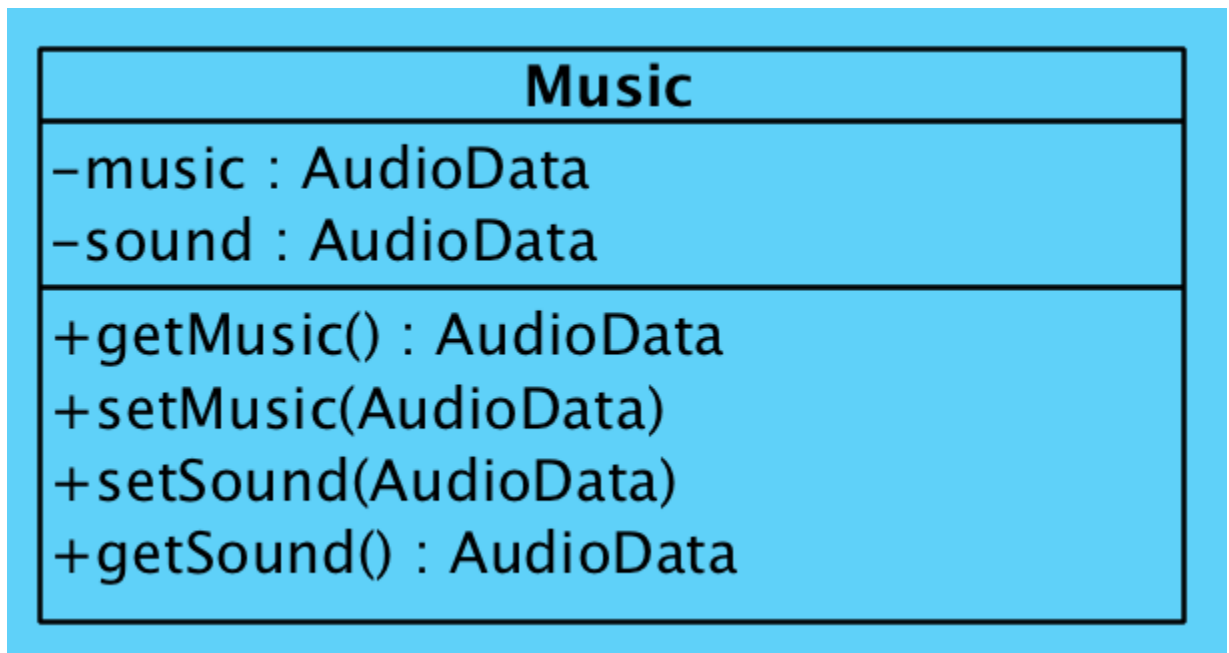 Music
-music : AudioData
-sound : AudioData
+getMusic() : AudioData
+setMusic(AudioData)
+setSound(AudioData)
+getSound() : AudioData